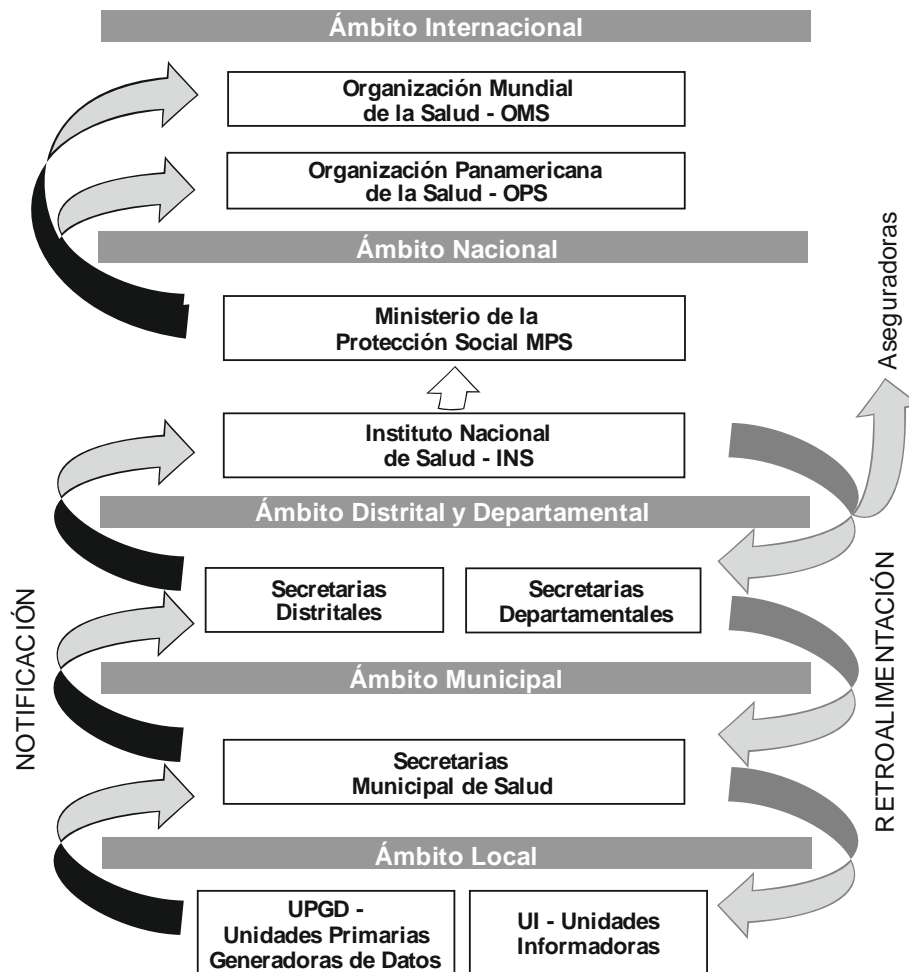 Ámbito Internacional
Organización Mundial
de la Salud - OMS
Organización Panamericana
de la Salud - OPS
Ámbito Nacional
Ministerio de la
Protección Social MPS
Aseguradoras
Instituto Nacional
de Salud - INS
Ámbito Distrital y Departamental
Secretarias
Distritales
Secretarias
Departamentales
NOTIFICACIÓN
RETROALIMENTACIÓN
Ámbito Municipal
Secretarias
Municipal de Salud
Ámbito Local
UPGD -
Unidades Primarias
Generadoras de Datos
UI - Unidades
Informadoras